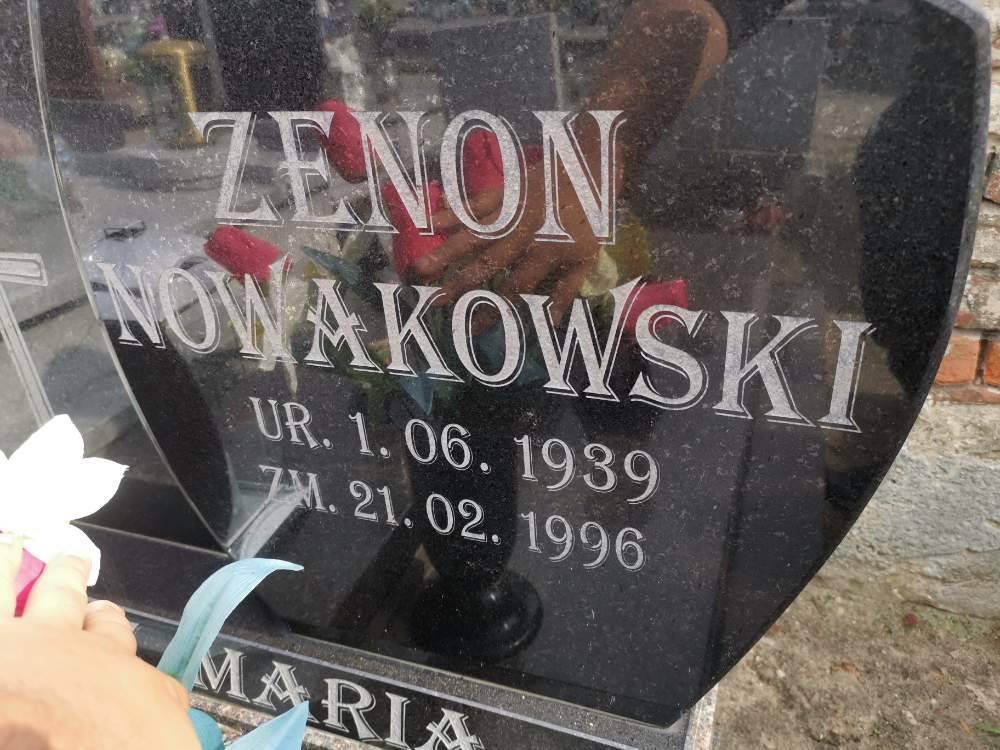 ZENON
NOWAKOWSKI
UR. 1. 06. 1939
ZM. 21. 02. 1996
MARIA